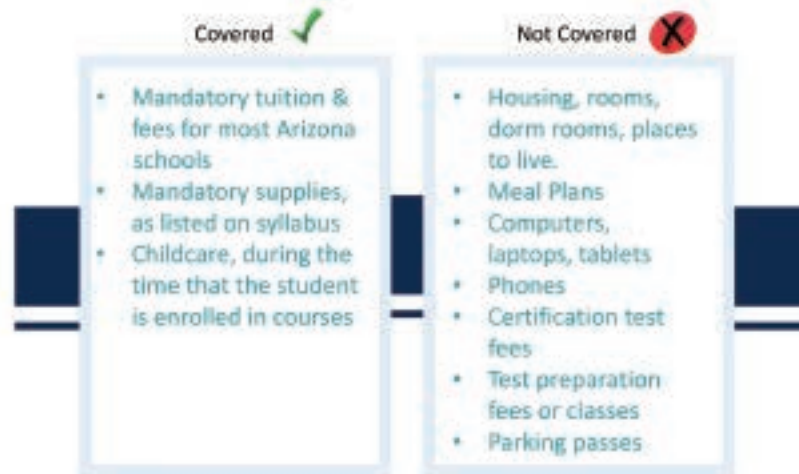 Covered
• Mandatory tuition &
fees for most Arizona
schools
• Mandatory supplies,
as listed on syllabus
• Childcare, during the
time that the student
is enrolled in courses
Not Covered
X
• Housing, rooms,
dorm rooms, places
to live.
• Meal Plans
• Computers,
laptops, tablets
• Phones
• Certification test
fees
• Test preparation
fees or classes
• Parking passes